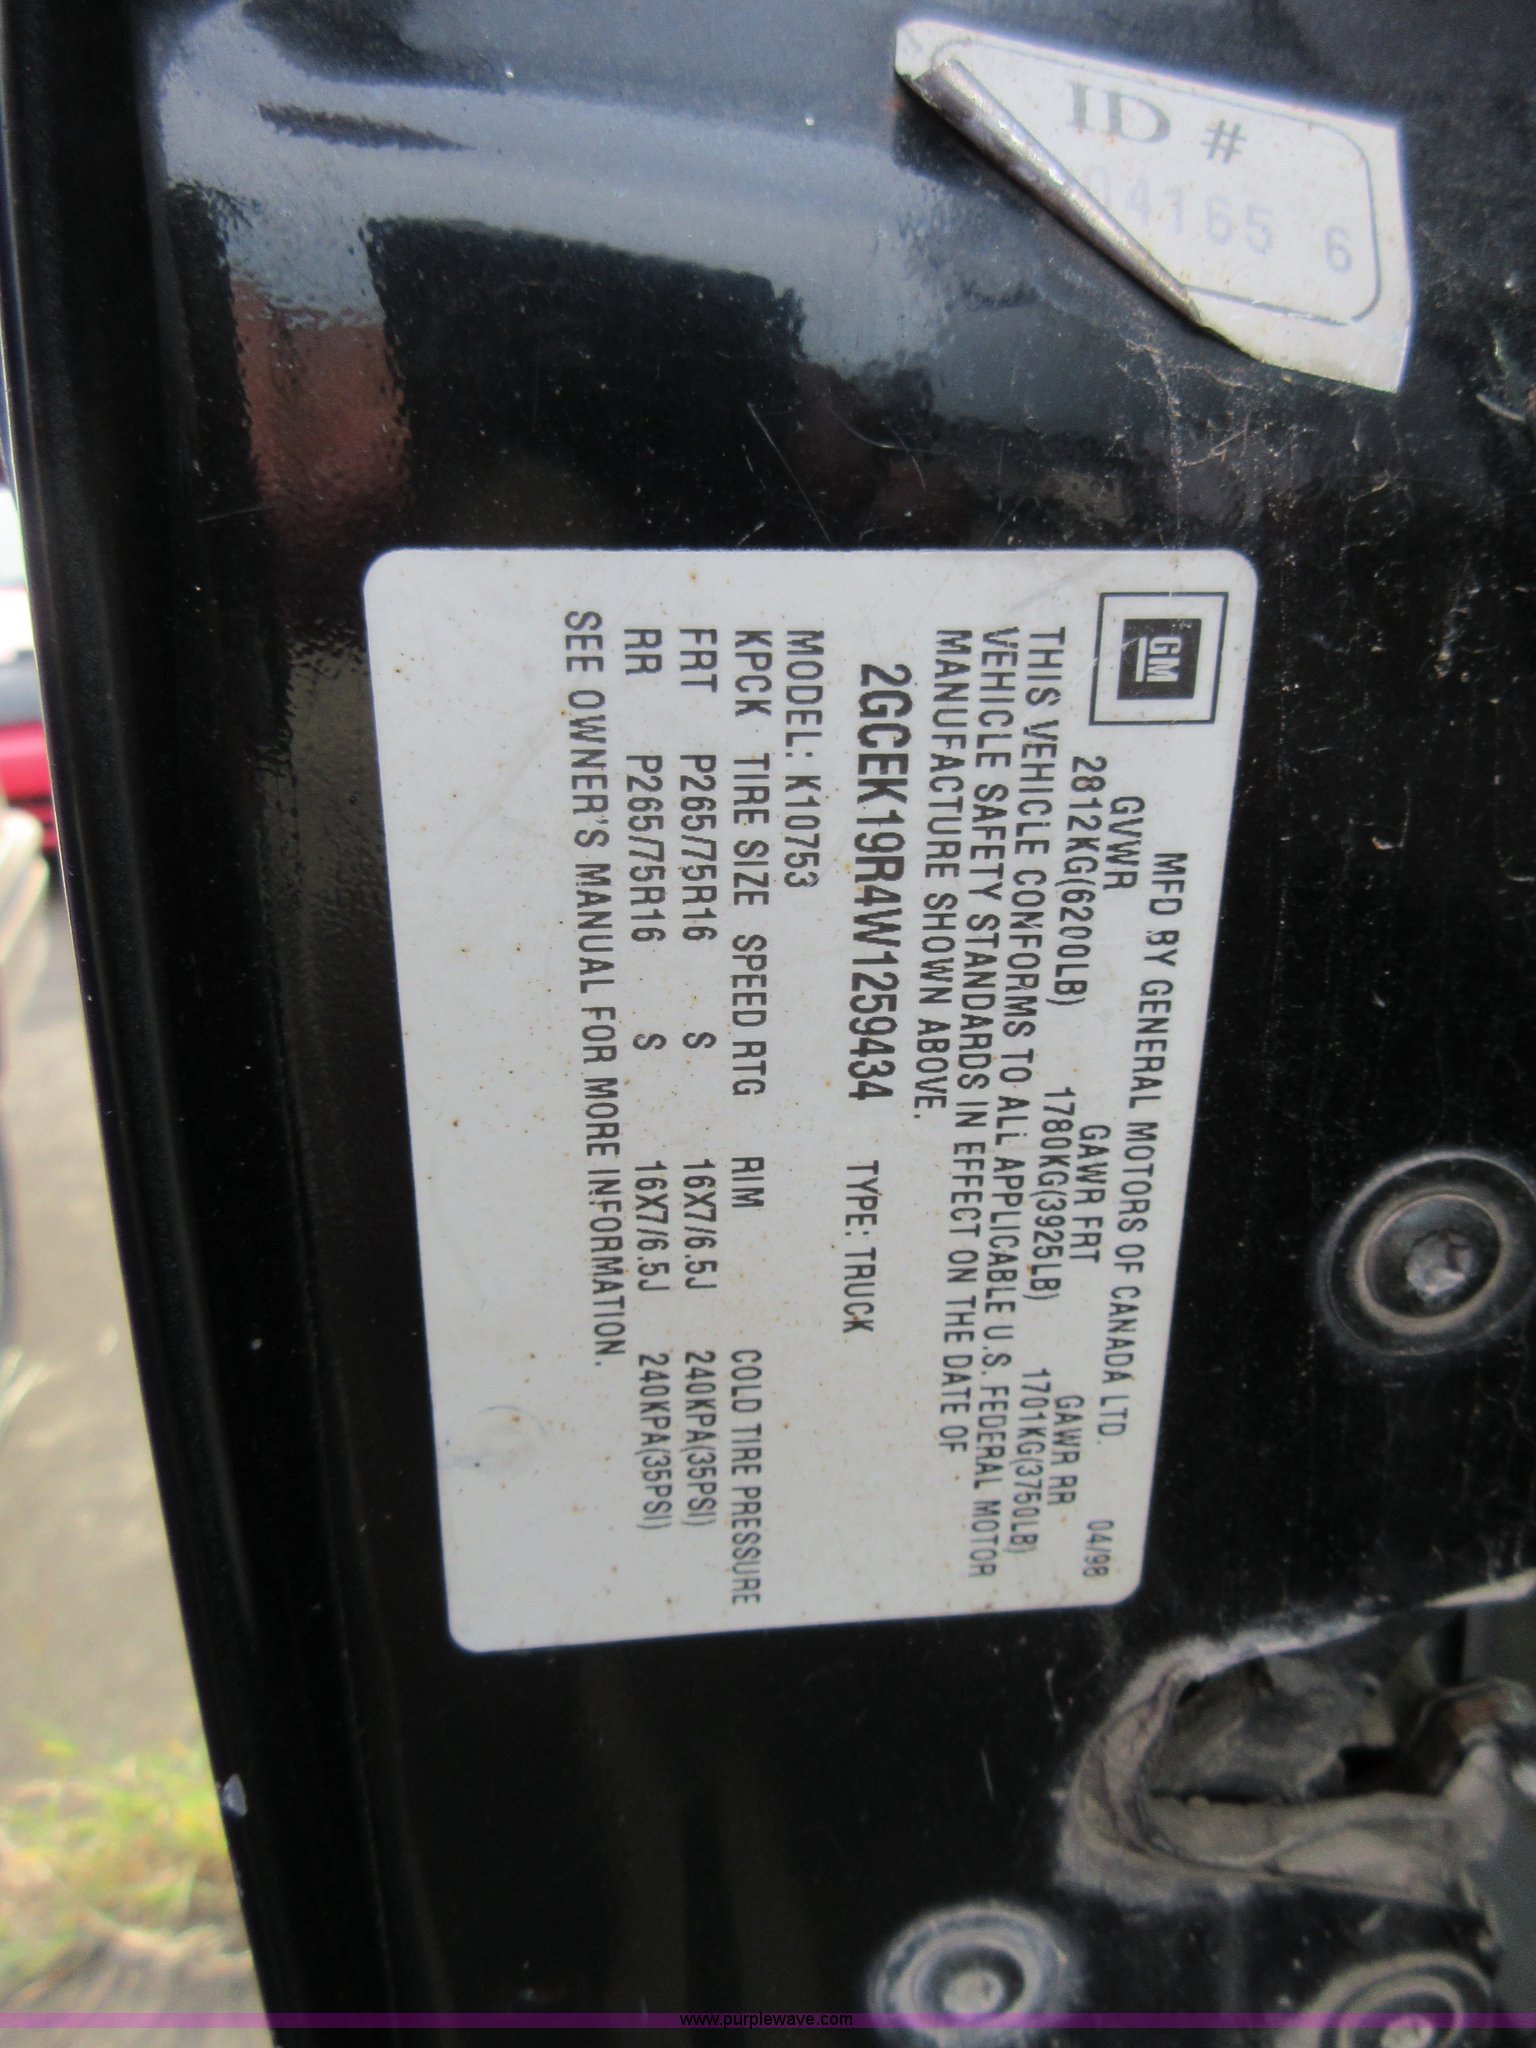 ID #
04165 6
GM
MFD BY GENERAL MOTORS OF CANADA LTD.
04/98
GVWR GAWR FRT GAWR RR
2812KG(6200LB) 1780KG(3925LB) 1701KG(3750LB)
THIS VEHICLE CONFORMS TO ALL APPLICABLE U.S. FEDERAL MOTOR
VEHICLE SAFETY STANDARDS IN EFFECT ON THE DATE OF
MANUFACTURE SHOWN ABOVE.
2GCEK19R4W1259434 TYPE: TRUCK
MODEL: K10753
KPCK TIRE SIZE SPEED RTG RIM COLD TIRE PRESSURE
FRT P265/75R16 S 16X7/6.5J 240KPA(35PSI)
RR P265/75R16 S 16X7/6.5J 240KPA(35PSI)
SEE OWNER'S MANUAL FOR MORE INFORMATION.
www.purplewave.com